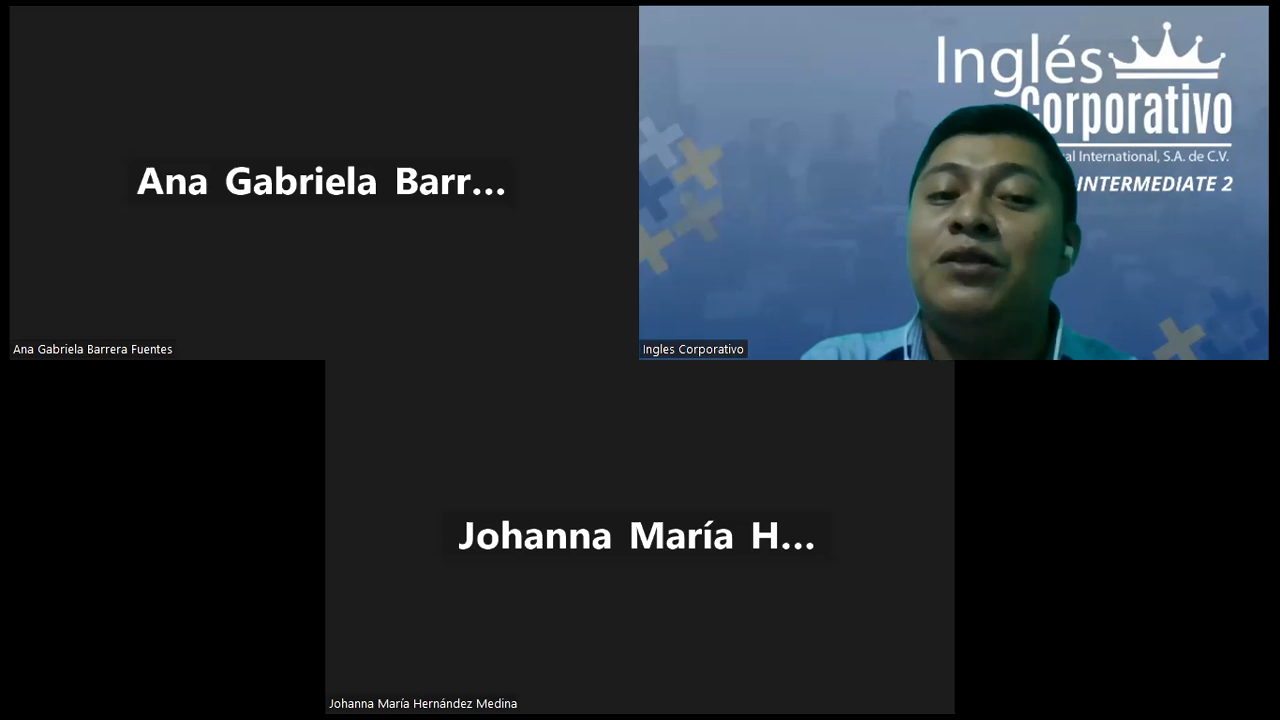 Ana Gabriela Barr...
Ana Gabriela Barrera Fuentes
Inglés
Corporativo
al International, S.A. de C.V.
INTERMEDIATE 2
Ingles Corporativo
Johanna María H...
Johanna María Hernández Medina